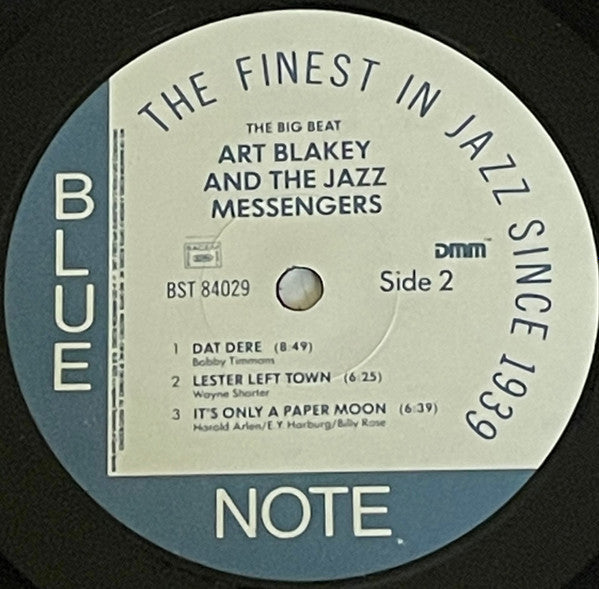 THE FINEST IN JAZZ SINCE 1939
THE BIG BEAT
ART BLAKEY
AND THE JAZZ
MESSENGERS
BLUE
SACEM
DMM
BST 84029
Side 2
1 DAT DERE (8:49)
Bobby Timmons
2 LESTER LEFT TOWN (6:25)
Wayne Shorter
3 IT'S ONLY A PAPER MOON (6:39)
Harold Arlen/E.Y. Harburg/Billy Rose
NOTE